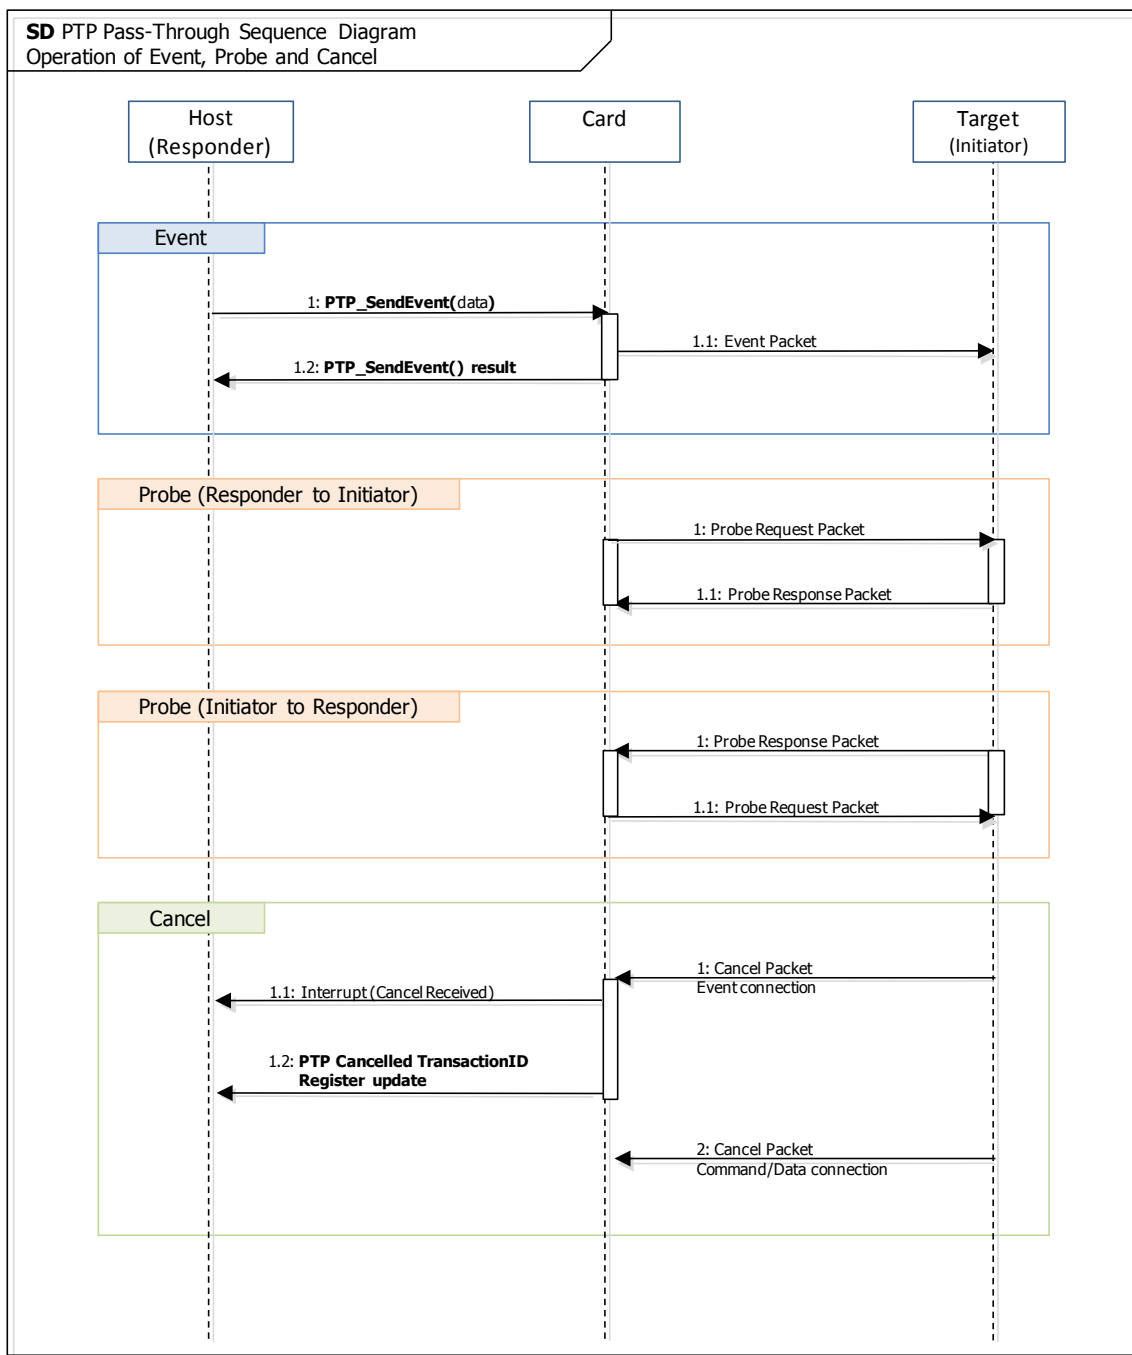 SD PTP Pass-Through Sequence Diagram
Operation of Event, Probe and Cancel
Host
(Responder)
Card
Target
(Initiator)
Event
1: PTP_SendEvent(data)
1.1: Event Packet
1.2: PTP_SendEvent() result
Probe (Responder to Initiator)
1: Probe Request Packet
1.1: Probe Response Packet
Probe (Initiator to Responder)
1: Probe Response Packet
1.1: Probe Request Packet
Cancel
1: Cancel Packet
Event connection
1.1: Interrupt (Cancel Received)
1.2: PTP Cancelled TransactionID
Register update
2: Cancel Packet
Command/Data connection